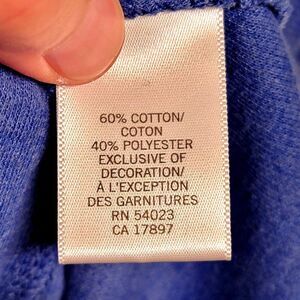 60% COTTON/
COTON
40% POLYESTER
EXCLUSIVE OF
DECORATION/
À L'EXCEPTION
DES GARNITURES
RN 54023
CA 17897